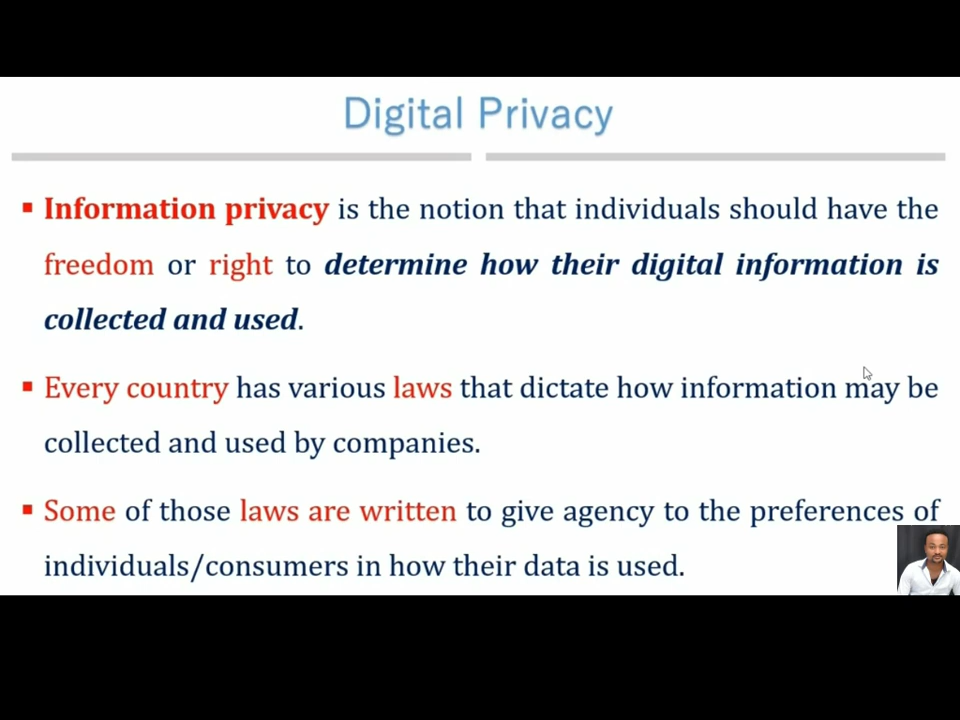 Digital Privacy
▪ Information privacy is the notion that individuals should have the
freedom or right to determine how their digital information is
collected and used.
▪ Every country has various laws that dictate how information may be
collected and used by companies.
▪ Some of those laws are written to give agency to the preferences of
individuals/consumers in how their data is used.